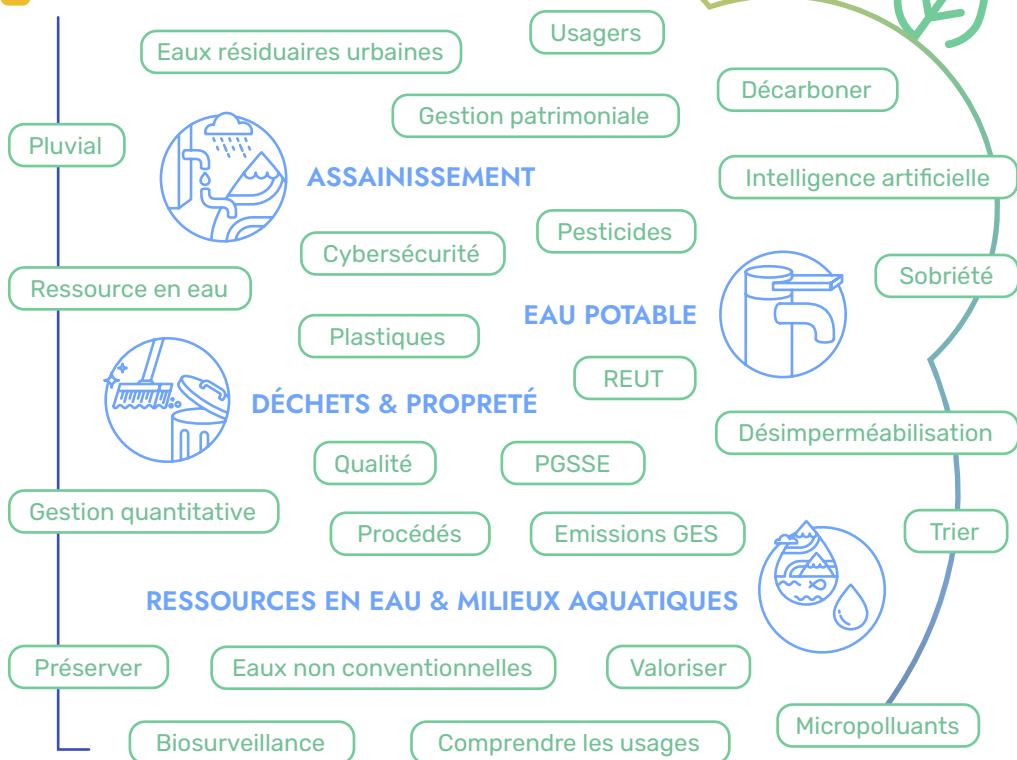 Usagers
Eaux résiduaires urbaines
Décarboner
Gestion patrimoniale
Pluvial
ASSAINISSEMENT
Intelligence artificielle
Pesticides
Cybersécurité
Sobriété
Ressource en eau
EAU POTABLE
Plastiques
REUT
DÉCHETS & PROPRETÉ
Désimperméabilisation
Qualité
PGSSE
Gestion quantitative
Procédés
Emissions GES
Trier
RESSOURCES EN EAU & MILIEUX AQUATIQUES
Préserver
Eaux non conventionnelles
Valoriser
Micropolluants
Biosurveillance
Comprendre les usages